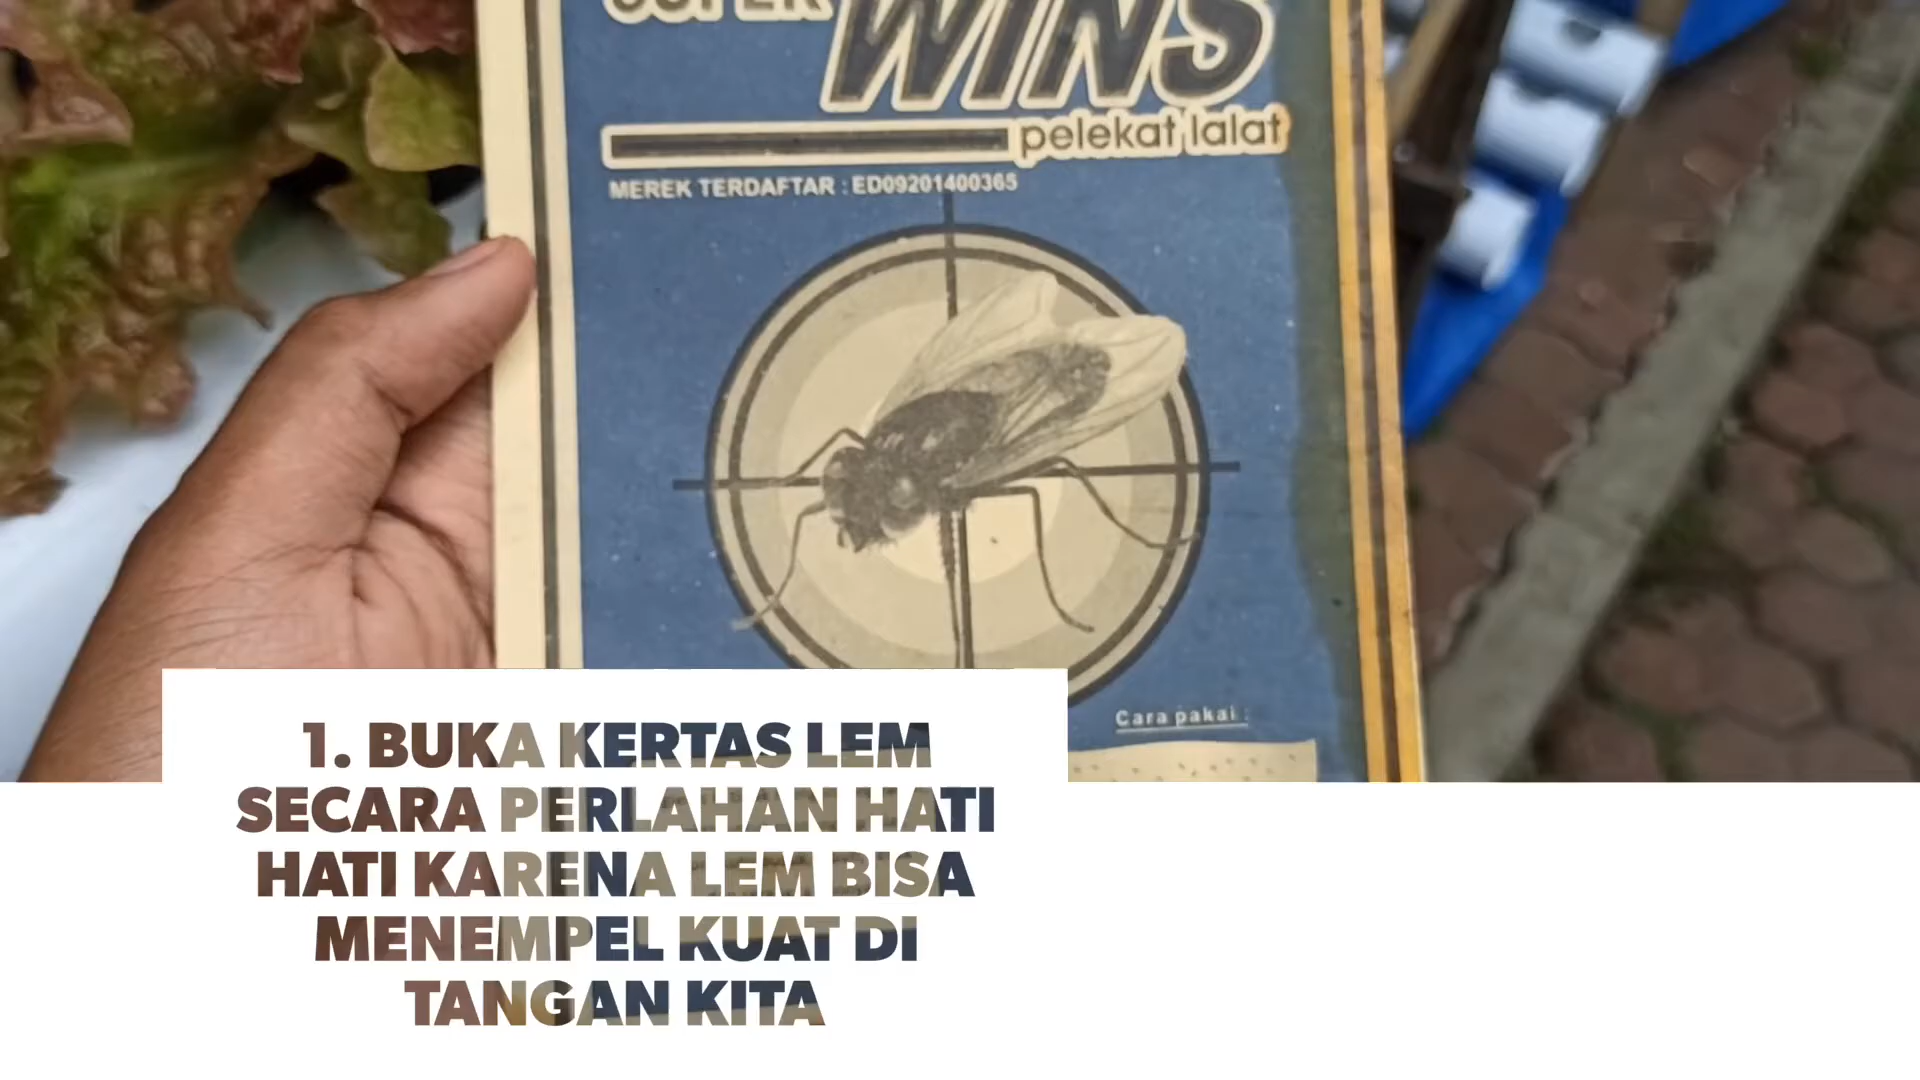 SUPER
WINS
pelekat lalat
MEREK TERDAFTAR : ED09201400365
Cara pakai :
1. BUKA KERTAS LEM
SECARA PERLAHAN HATI
HATI KARENA LEM BISA
MENEMPEL KUAT DI
TANGAN KITA